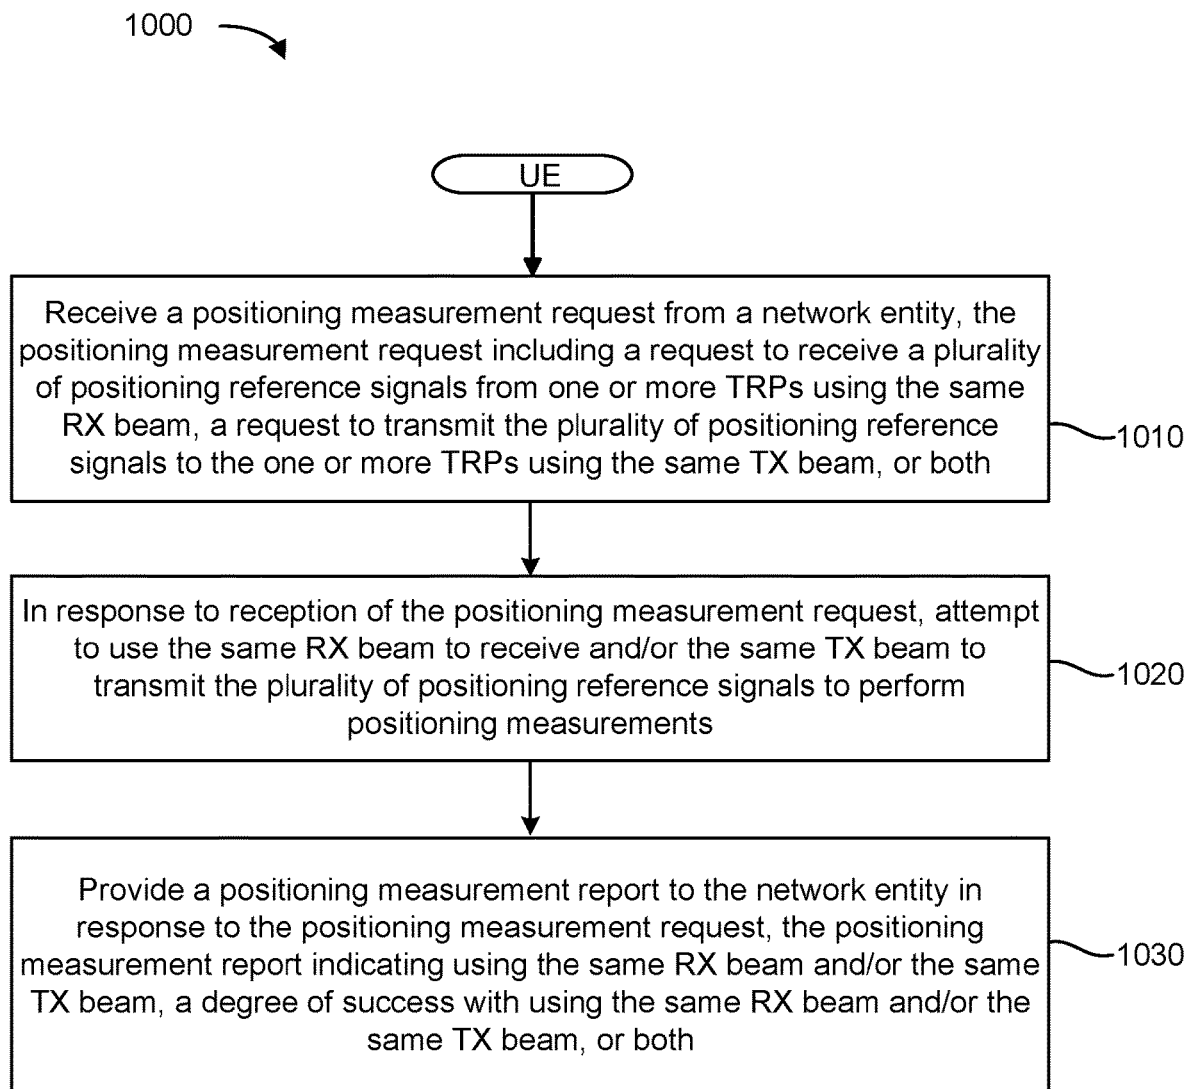 1000
UE
Receive a positioning measurement request from a network entity, the
positioning measurement request including a request to receive a plurality
of positioning reference signals from one or more TRPs using the same
RX beam, a request to transmit the plurality of positioning reference
signals to the one or more TRPs using the same TX beam, or both
1010
In response to reception of the positioning measurement request, attempt
to use the same RX beam to receive and/or the same TX beam to
transmit the plurality of positioning reference signals to perform
positioning measurements
1020
Provide a positioning measurement report to the network entity in
response to the positioning measurement request, the positioning
measurement report indicating using the same RX beam and/or the same
TX beam, a degree of success with using the same RX beam and/or the
same TX beam, or both
1030